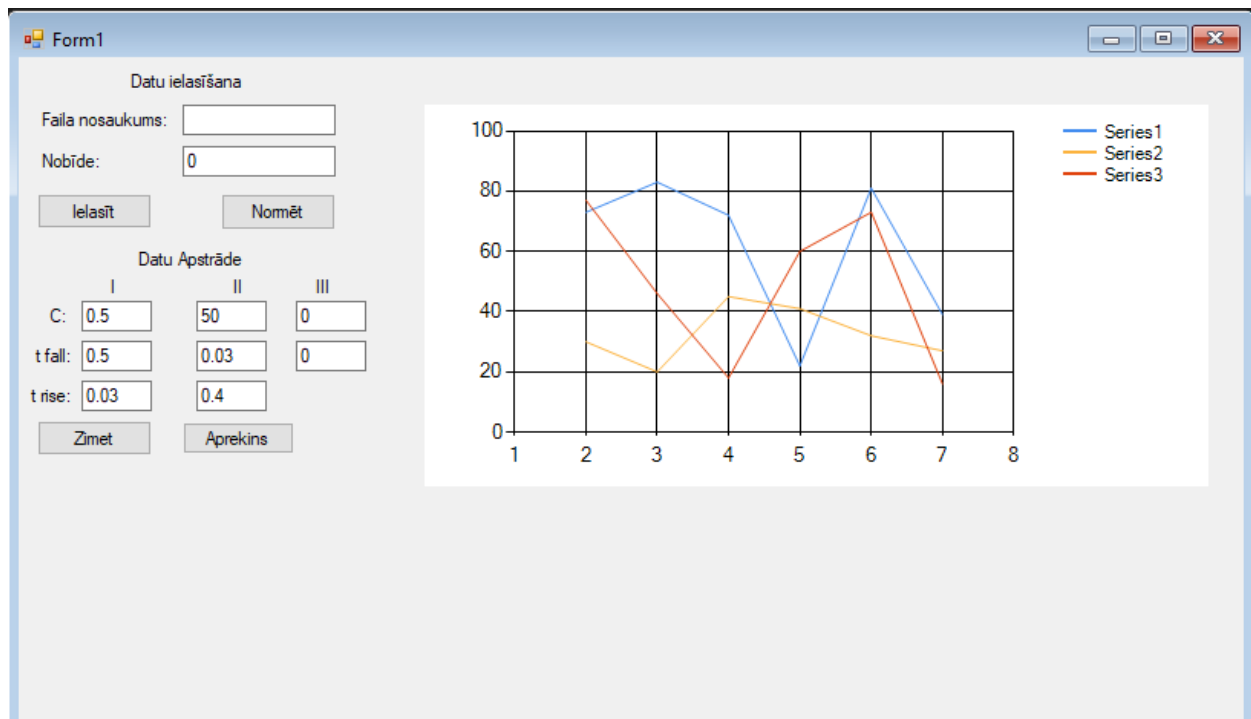 Form1
Datu ielasīšana
Faila nosaukums:
Nobīde: 0
Ielasīt Normēt
Datu Apstrāde
I II III
C: 0.5 50 0
t fall: 0.5 0.03 0
t rise: 0.03 0.4
Zimet Aprekins
100
80
60
40
20
0
1 2 3 4 5 6 7 8
Series1
Series2
Series3